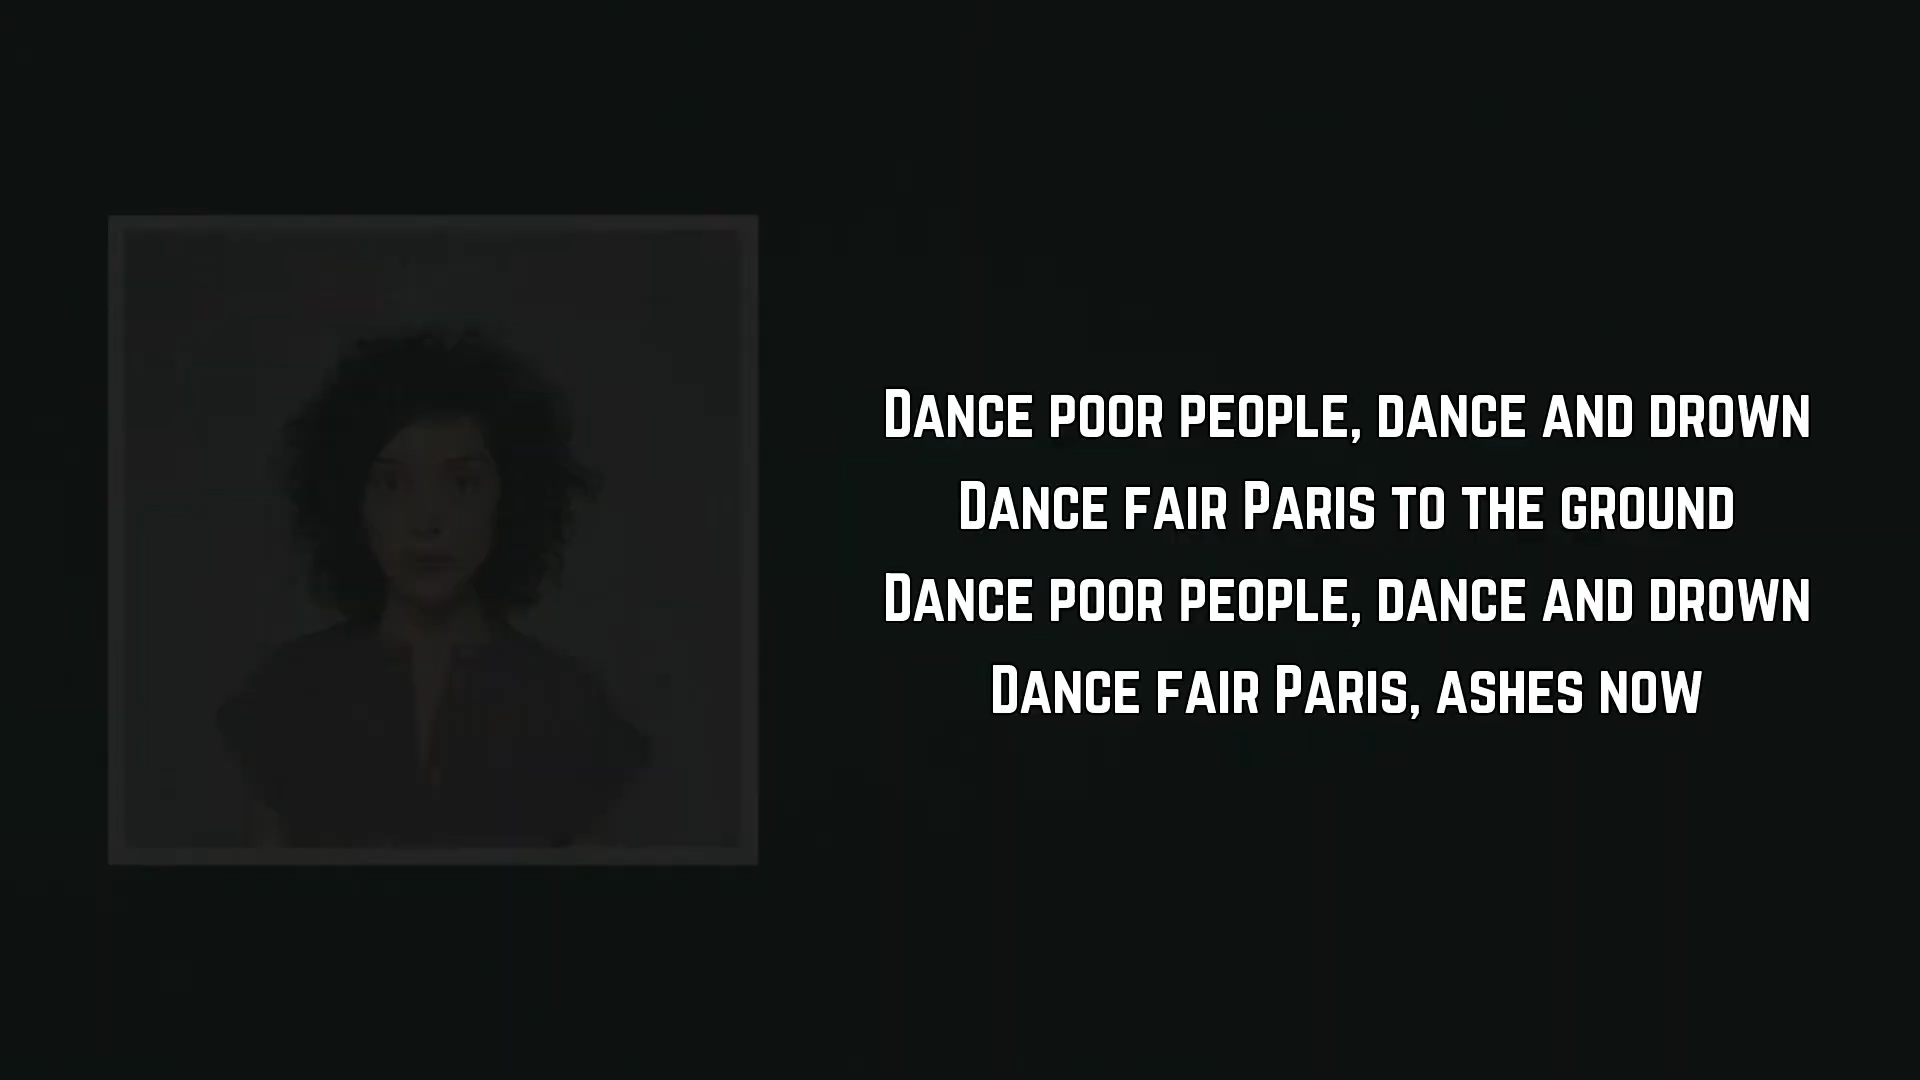 Dance poor people, dance and drown
Dance fair Paris to the ground
Dance poor people, dance and drown
Dance fair Paris, ashes now